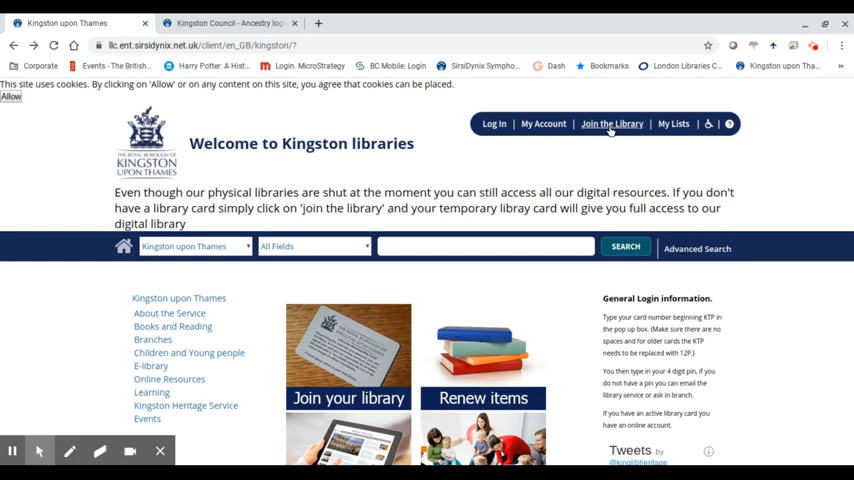 Kingston upon Thames
Kingston Council - Ancestry log
llc.ent.sirsidynix.net.uk/client/en_GB/kingston/?
Corporate
Events - The British...
Harry Potter: A Hist...
Login. MicroStrategy
BC Mobile: Login
SirsiDynix Sympho...
Dash
Bookmarks
London Libraries C...
Kingston upon Tha...
This site uses cookies. By clicking on 'Allow' or on any content on this site, you agree that cookies can be placed.
Allow
Log In | My Account | Join the Library | My Lists
THE ROYAL BOROUGH OF
KINGSTON
UPON THAMES
Welcome to Kingston libraries
Even though our physical libraries are shut at the moment you can still access all our digital resources. If you don't
have a library card simply click on 'join the library' and your temporary libray card will give you full access to our
digital library
Kingston upon Thames
All Fields
SEARCH
Advanced Search
Kingston upon Thames
About the Service
Books and Reading
Branches
Children and Young people
E-library
Online Resources
Learning
Kingston Heritage Service
Events
Join your library
Renew items
General Login information.
Type your card number beginning KTP
in the pop up box. (Make sure there are no
spaces and for older cards the KTP
needs to be replaced with 12P.)
You then type in your 4 digit pin, if you
do not have a pin you can email the
library service or ask in branch.
If you have an active library card you
have an online account.
Tweets by
@kinglibheritage